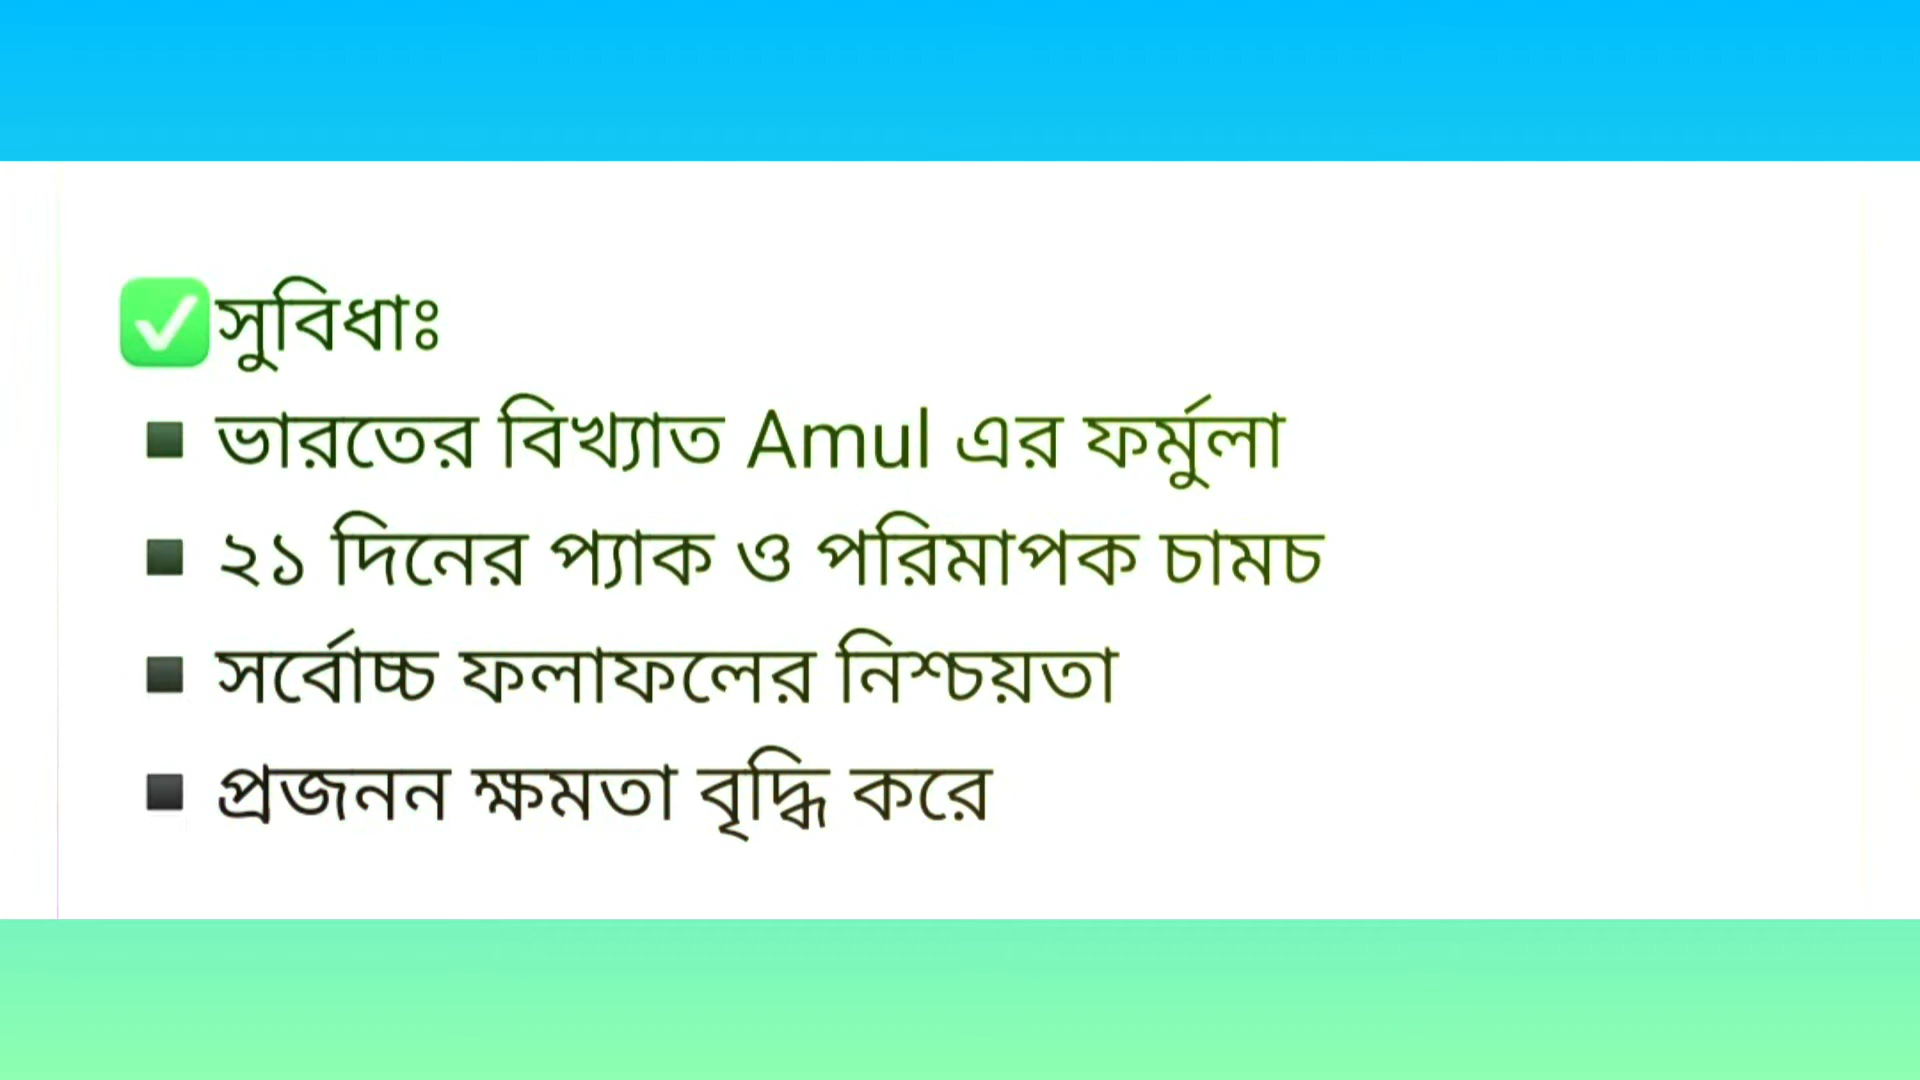 ✅সুবিধাঃ
▪ ভারতের বিখ্যাত Amul এর ফর্মুলা
▪ ২১ দিনের প্যাক ও পরিমাপক চামচ
▪ সর্বোচ্চ ফলাফলের নিশ্চয়তা
▪ প্রজনন ক্ষমতা বৃদ্ধি করে